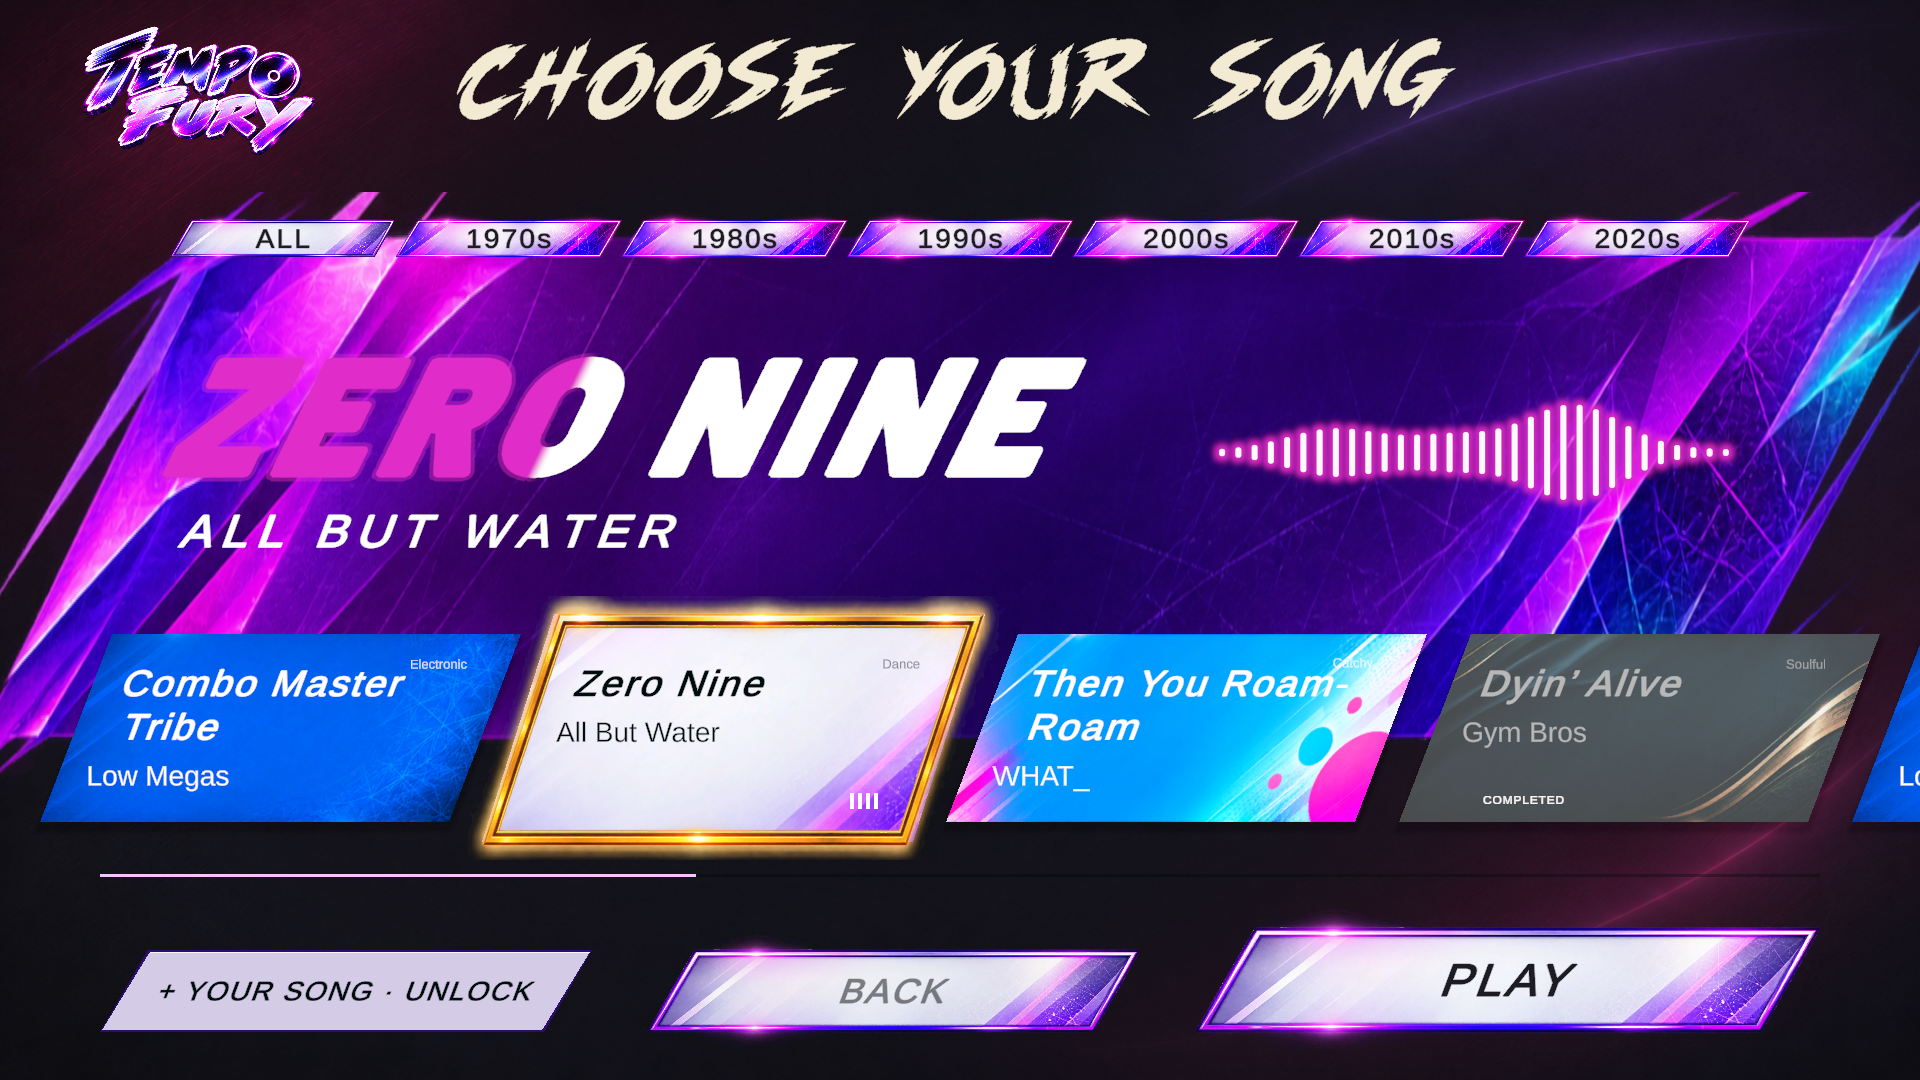 TEMPO
FURY
CHOOSE YOUR SONG
ALL
1970s
1980s
1990s
2000s
2010s
2020s
ZERO NINE
ALL BUT WATER
Electronic
Combo Master
Tribe
Low Megas
Dance
Zero Nine
All But Water
Catchy
Then You Roam-
Roam
WHAT_
Soulful
Dyin’ Alive
Gym Bros
COMPLETED
+ YOUR SONG · UNLOCK
BACK
PLAY